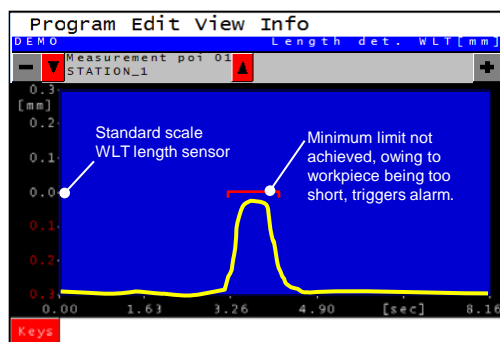 Program Edit View Info
DEMO Length det. WLT[mm]
- Measurement poi 01 +
STATION_1
0.3
[mm]
0.2
Standard scale
WLT length sensor
Minimum limit not
achieved, owing to
workpiece being too
short, triggers alarm.
0.1
0.0
0.1
0.2
0.3
0.00 1.63 3.26 4.90 [sec] 8.16
Keys